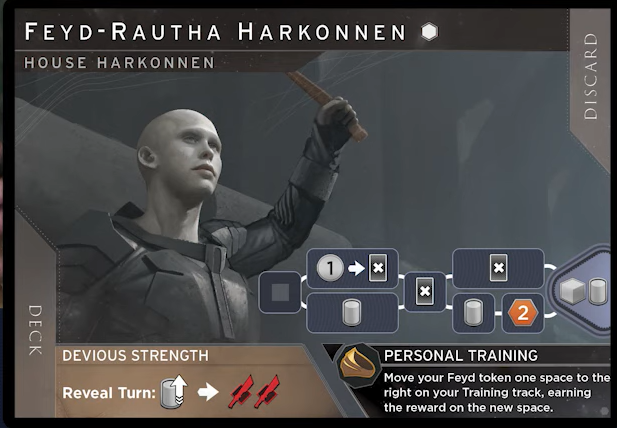 FEYD-RAUTHA HARKONNEN
HOUSE HARKONNEN
DISCARD
1
2
DECK
DEVIOUS STRENGTH
Reveal Turn:
PERSONAL TRAINING
Move your Feyd token one space to the
right on your Training track, earning
the reward on the new space.